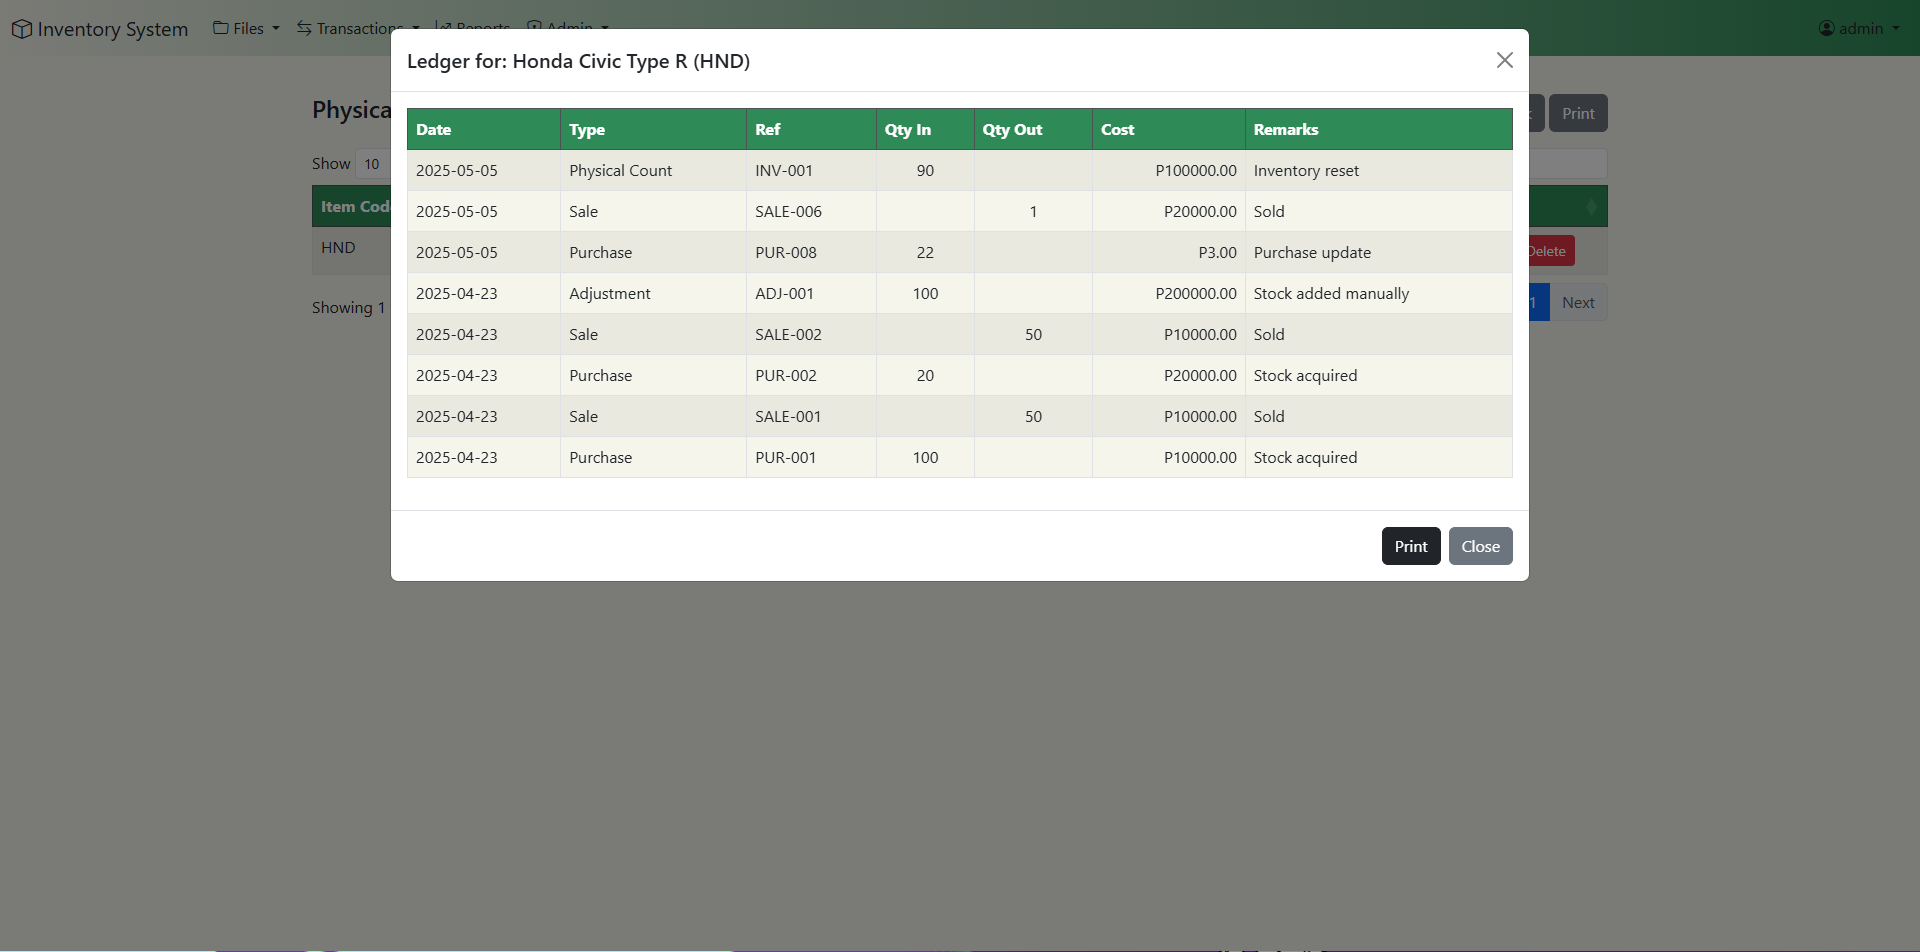 Inventory System Files Transactions Reports Admin admin
Ledger for: Honda Civic Type R (HND)
Physica
Print
Show 10
Item Cod
HND
Delete
Showing 1
1 Next
Date Type Ref Qty In Qty Out Cost Remarks
2025-05-05 Physical Count INV-001 90 P100000.00 Inventory reset
2025-05-05 Sale SALE-006 1 P20000.00 Sold
2025-05-05 Purchase PUR-008 22 P3.00 Purchase update
2025-04-23 Adjustment ADJ-001 100 P200000.00 Stock added manually
2025-04-23 Sale SALE-002 50 P10000.00 Sold
2025-04-23 Purchase PUR-002 20 P20000.00 Stock acquired
2025-04-23 Sale SALE-001 50 P10000.00 Sold
2025-04-23 Purchase PUR-001 100 P10000.00 Stock acquired
Print Close